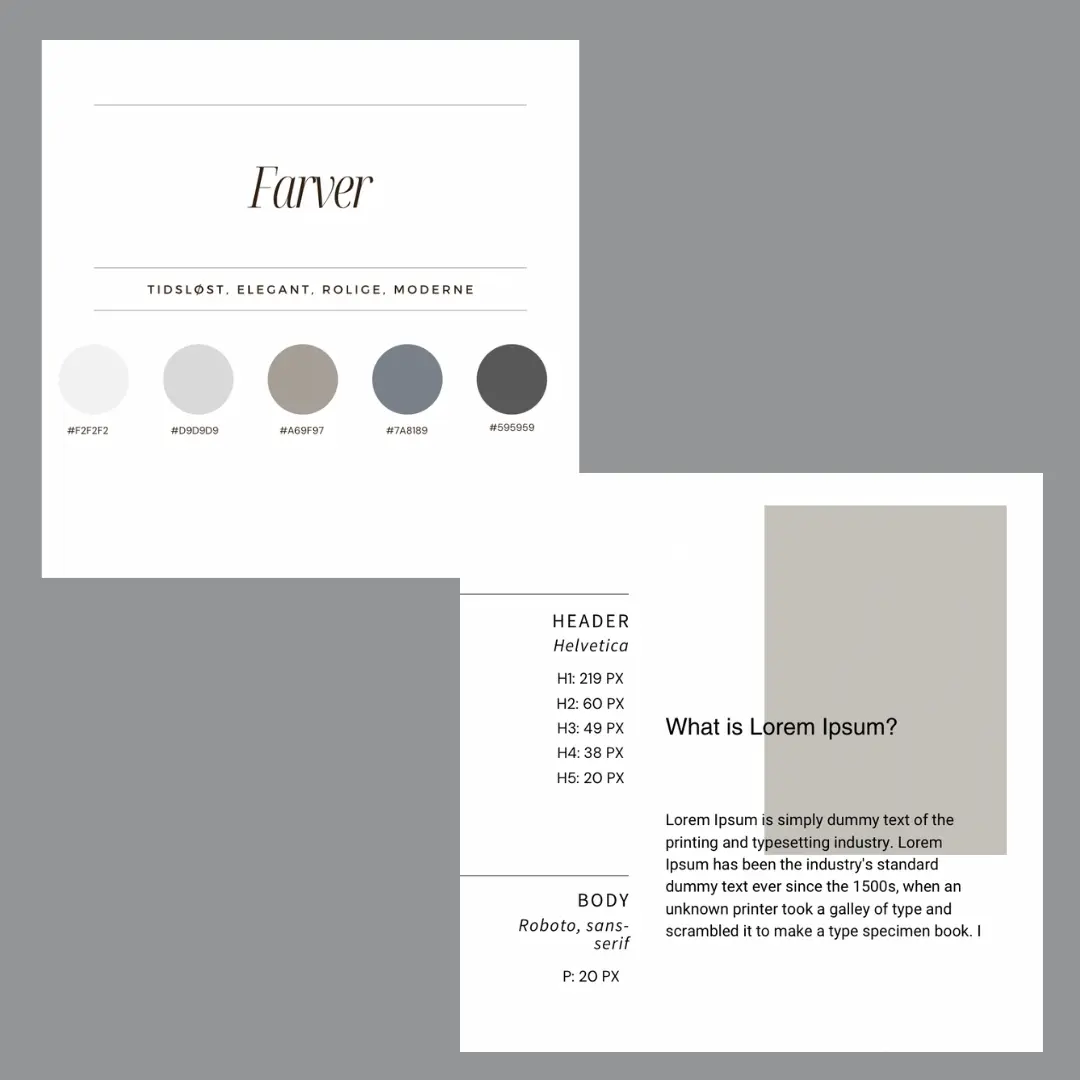 Farver
TIDSLØST, ELEGANT, ROLIGE, MODERNE
#F2F2F2
#D9D9D9
#A69F97
#7A8189
#595959
HEADER
Helvetica
H1: 219 PX
H2: 60 PX
H3: 49 PX
H4: 38 PX
H5: 20 PX
BODY
Roboto, sans-
serif
P: 20 PX
What is Lorem Ipsum?
Lorem Ipsum is simply dummy text of the
printing and typesetting industry. Lorem
Ipsum has been the industry's standard
dummy text ever since the 1500s, when an
unknown printer took a galley of type and
scrambled it to make a type specimen book. I